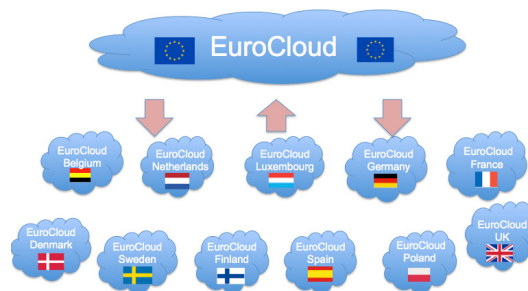 EuroCloud
EuroCloud
Belgium
EuroCloud
Netherlands
EuroCloud
Luxembourg
EuroCloud
Germany
EuroCloud
France
EuroCloud
Denmark
EuroCloud
Sweden
EuroCloud
Finland
EuroCloud
Spain
EuroCloud
Poland
EuroCloud
UK